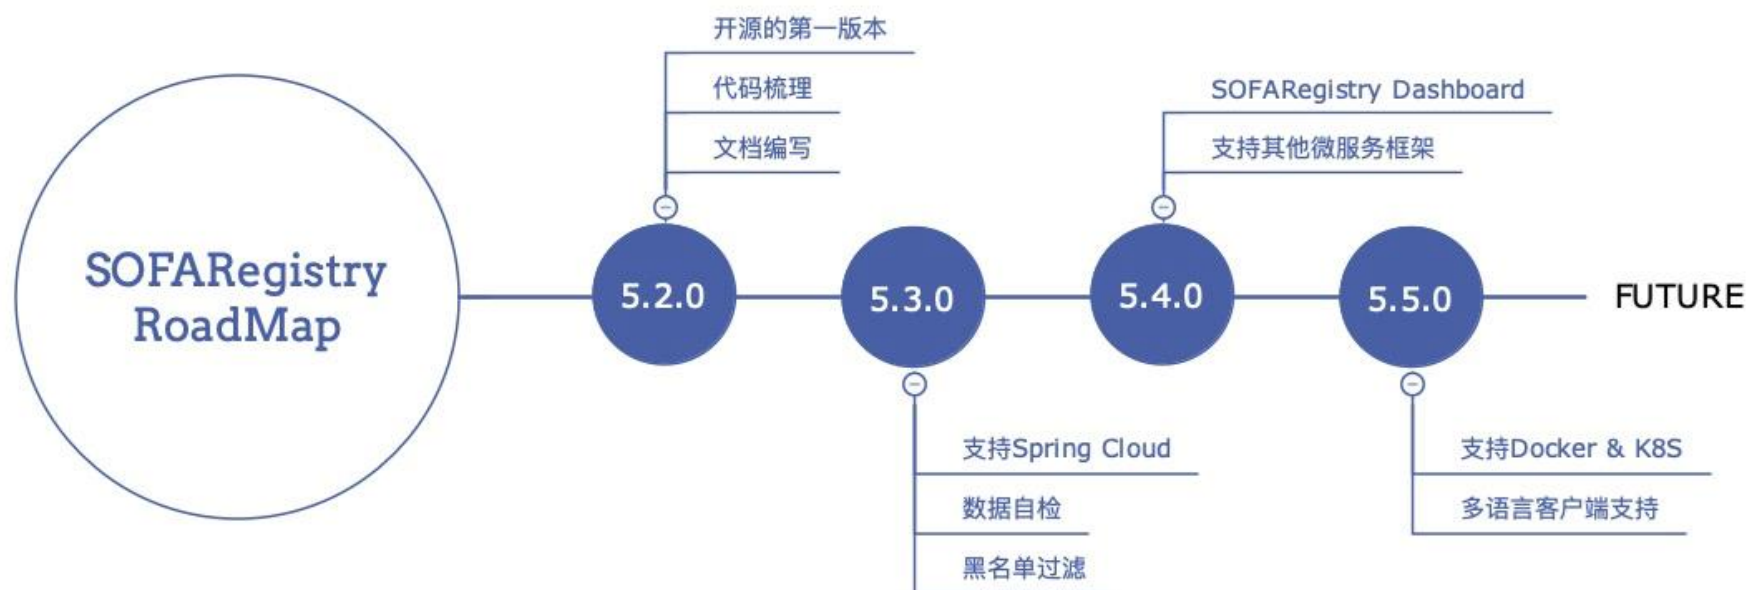 SOFARegistry
RoadMap
开源的第一版本
代码梳理
文档编写
5.2.0
5.3.0
支持Spring Cloud
数据自检
黑名单过滤
SOFARegistry Dashboard
支持其他微服务框架
5.4.0
5.5.0
支持Docker & K8S
多语言客户端支持
FUTURE